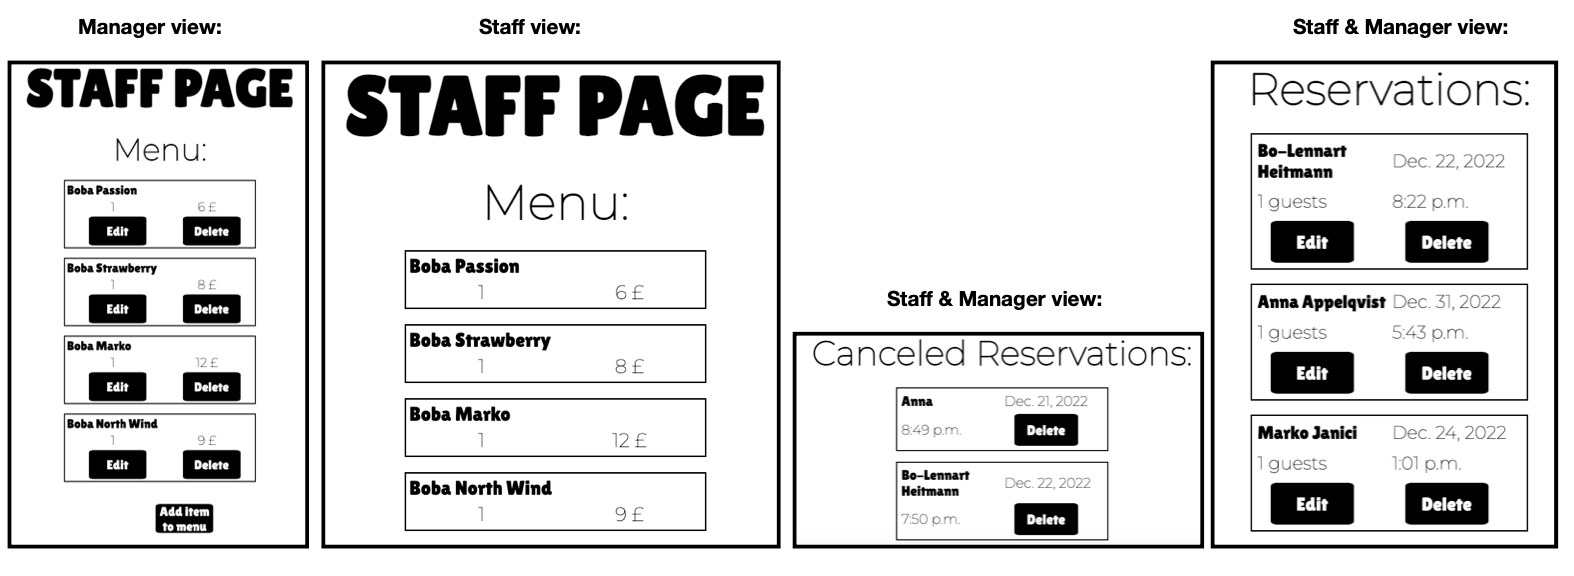 Manager view:
STAFF PAGE
Menu:
Boba Passion
1 6 £
Edit Delete
Boba Strawberry
1 8 £
Edit Delete
Boba Marko
1 12 £
Edit Delete
Boba North Wind
1 9 £
Edit Delete
Add item
to menu
Staff view:
STAFF PAGE
Menu:
Boba Passion
1 6 £
Boba Strawberry
1 8 £
Boba Marko
1 12 £
Boba North Wind
1 9 £
Staff & Manager view:
Canceled Reservations:
Anna Dec. 21, 2022
8:49 p.m. Delete
Bo-Lennart
Heitmann Dec. 22, 2022
7:50 p.m. Delete
Staff & Manager view:
Reservations:
Bo-Lennart
Heitmann Dec. 22, 2022
1 guests 8:22 p.m.
Edit Delete
Anna Appelqvist Dec. 31, 2022
1 guests 5:43 p.m.
Edit Delete
Marko Janici Dec. 24, 2022
1 guests 1:01 p.m.
Edit Delete